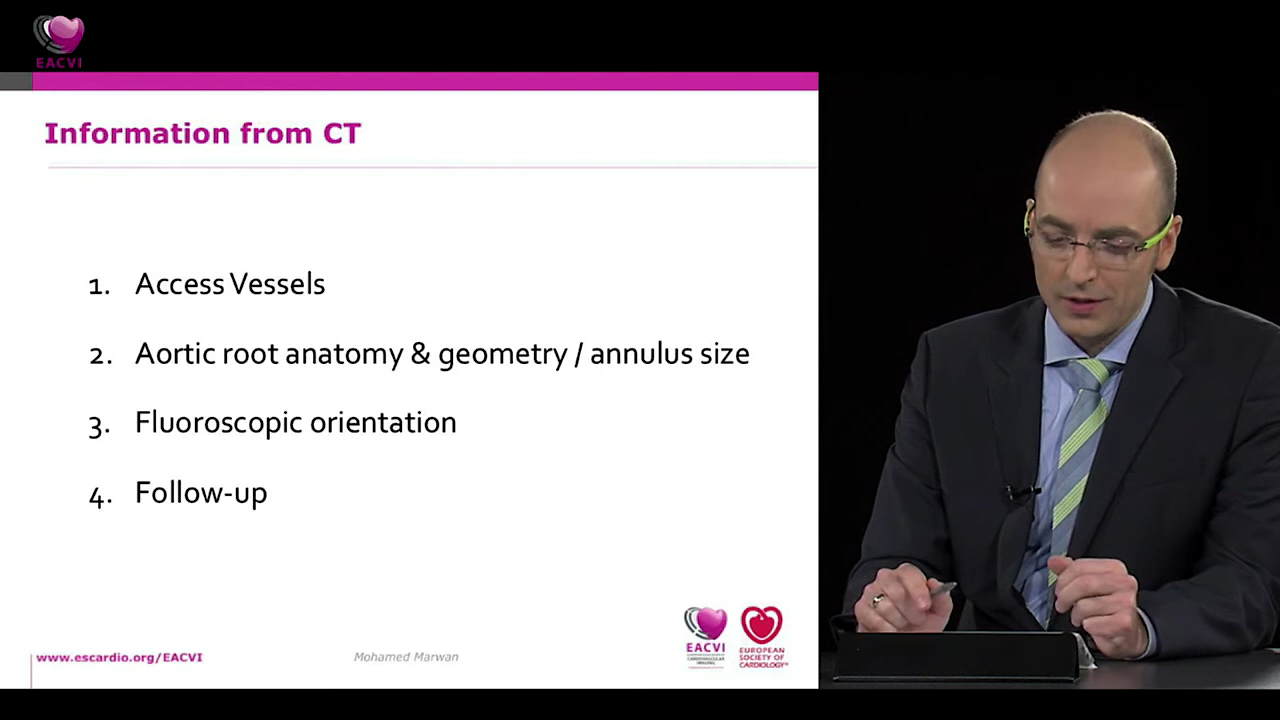 EACVI
Information from CT
1. Access Vessels
2. Aortic root anatomy & geometry / annulus size
3. Fluoroscopic orientation
4. Follow-up
www.escardio.org/EACVI
Mohamed Marwan
EACVI
EUROPEAN
SOCIETY OF
CARDIOLOGY®